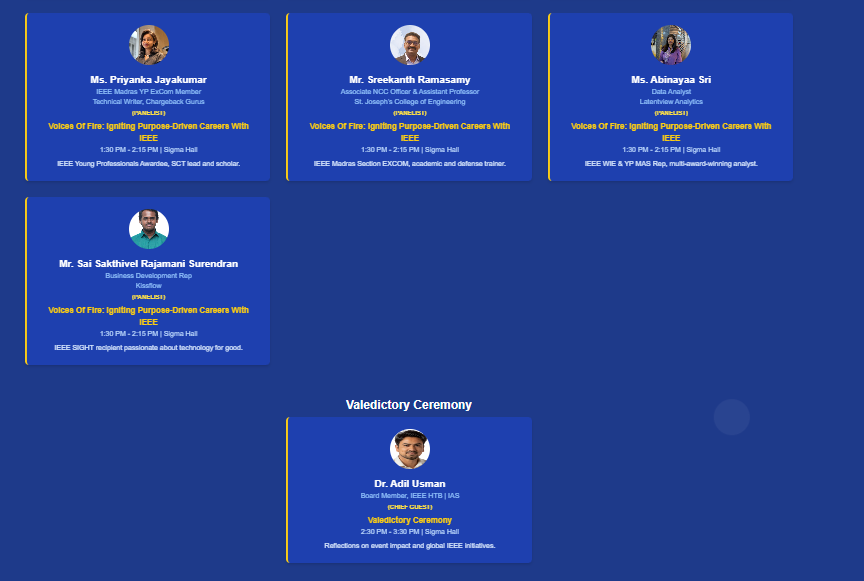 Ms. Priyanka Jayakumar
IEEE Madras YP ExCom Member
Technical Writer, Chargeback Gurus
(PANELIST)
Voices Of Fire: Igniting Purpose-Driven Careers With
IEEE
1:30 PM - 2:15 PM | Sigma Hall
IEEE Young Professionals Awardee, SCT lead and scholar.
Mr. Sreekanth Ramasamy
Associate NCC Officer & Assistant Professor
St. Joseph's College of Engineering
(PANELIST)
Voices Of Fire: Igniting Purpose-Driven Careers With
IEEE
1:30 PM - 2:15 PM | Sigma Hall
IEEE Madras Section EXCOM, academic and defense trainer.
Ms. Abinayaa Sri
Data Analyst
Latentview Analytics
(PANELIST)
Voices Of Fire: Igniting Purpose-Driven Careers With
IEEE
1:30 PM - 2:15 PM | Sigma Hall
IEEE WIE & YP MAS Rep, multi-award-winning analyst.
Mr. Sai Sakthivel Rajamani Surendran
Business Development Rep
Kissflow
(PANELIST)
Voices Of Fire: Igniting Purpose-Driven Careers With
IEEE
1:30 PM - 2:15 PM | Sigma Hall
IEEE SIGHT recipient passionate about technology for good.
Valedictory Ceremony
Dr. Adil Usman
Board Member, IEEE HTB | IAS
(CHIEF GUEST)
Valedictory Ceremony
2:30 PM - 3:30 PM | Sigma Hall
Reflections on event impact and global IEEE initiatives.